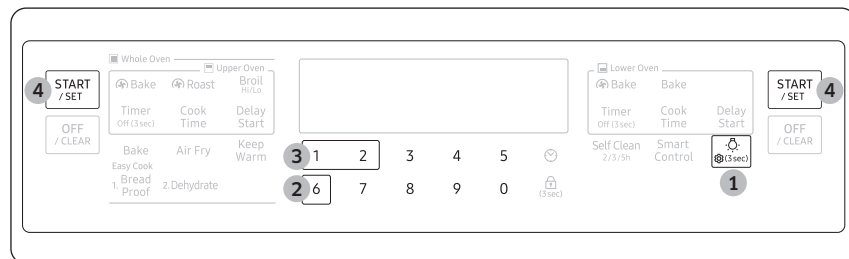 Whole Oven
Upper Oven
Bake Roast Broil
Hi/Lo
Timer Cook Delay
Off (3 sec) Time Start
Bake Air Fry Keep
Warm
Easy Cook
1. Bread 2. Dehydrate
Proof
4 START
/ SET
OFF
/ CLEAR
3 1 2 3 4 5
2 6 7 8 9 0
(3 sec)
Lower Oven
Bake Bake
Timer Cook Delay
Off (3 sec) Time Start
Self Clean Smart
2/3/5h Control
(3 sec)
1
START 4
/ SET
OFF
/ CLEAR